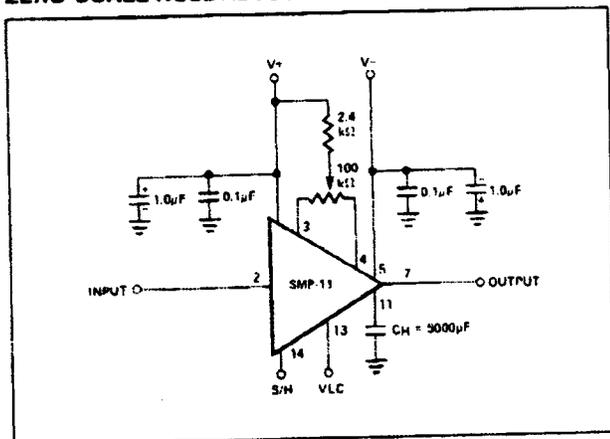 V+
V-
2.4
kΩ
100
kΩ
+
1.0µF
0.1µF
0.1µF
1.0µF
+
3
4
5
7
INPUT
2
SMP-11
OUTPUT
11
13
14
CH = 5000µF
S/H
VLC